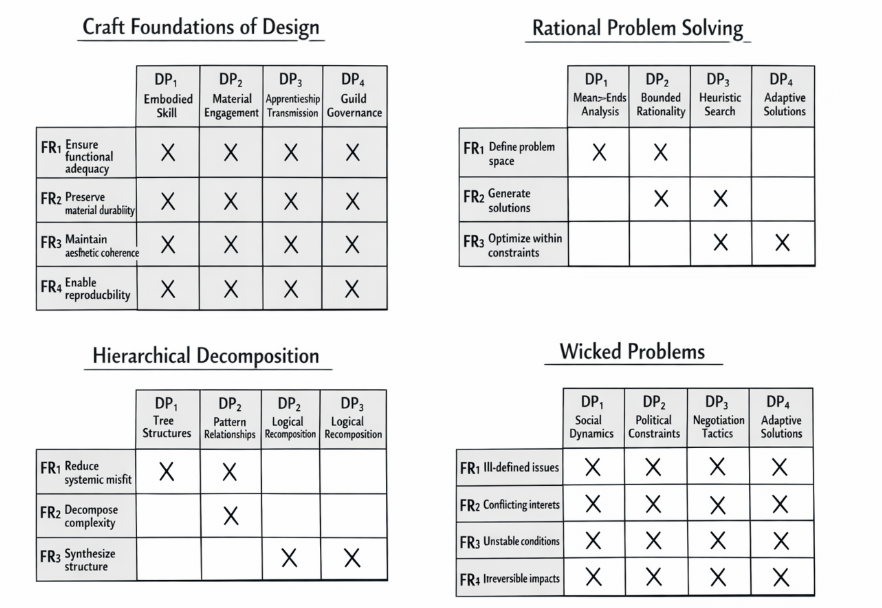 Craft Foundations of Design
DP₁ DP₂ DP₃ DP₄
Embodied Material Apprentieship Guild
Skill Engagement Transmission Governance
FR₁ Ensure
functional X X X X
adequacy
FR₂ Preserve
material durability X X X X
FR₃ Maintain
aesthetic coherence X X X X
FR₄ Enable
reproducbility X X X X
Rational Problem Solving
DP₁ DP₂ DP₃ DP₄
Mean>-Ends Bounded Heuristic Adaptive
Analysis Rationality Search Solutions
FR₁ Define problem X X
space
FR₂ Generate X X
solutions
FR₃ Optimize within X X
constraints
Hierarchical Decomposition
DP₁ DP₂ DP₂ DP₃
Tree Pattern Logical Logical
Structures Relationships Recomposition Recomposition
FR₁ Reduce X X
systemic misfit
FR₂ Decompose X
complexity
FR₃ Synthesize X X
structure
Wicked Problems
DP₁ DP₂ DP₃ DP₄
Social Political Negotiation Adaptive
Dynamics Constraints Tactics Solutions
FR₁ Ill-defined issues X X X X
FR₂ Conflicting interets X X X X
FR₃ Unstable conditions X X X X
FR₄ Irreversible impacts X X X X